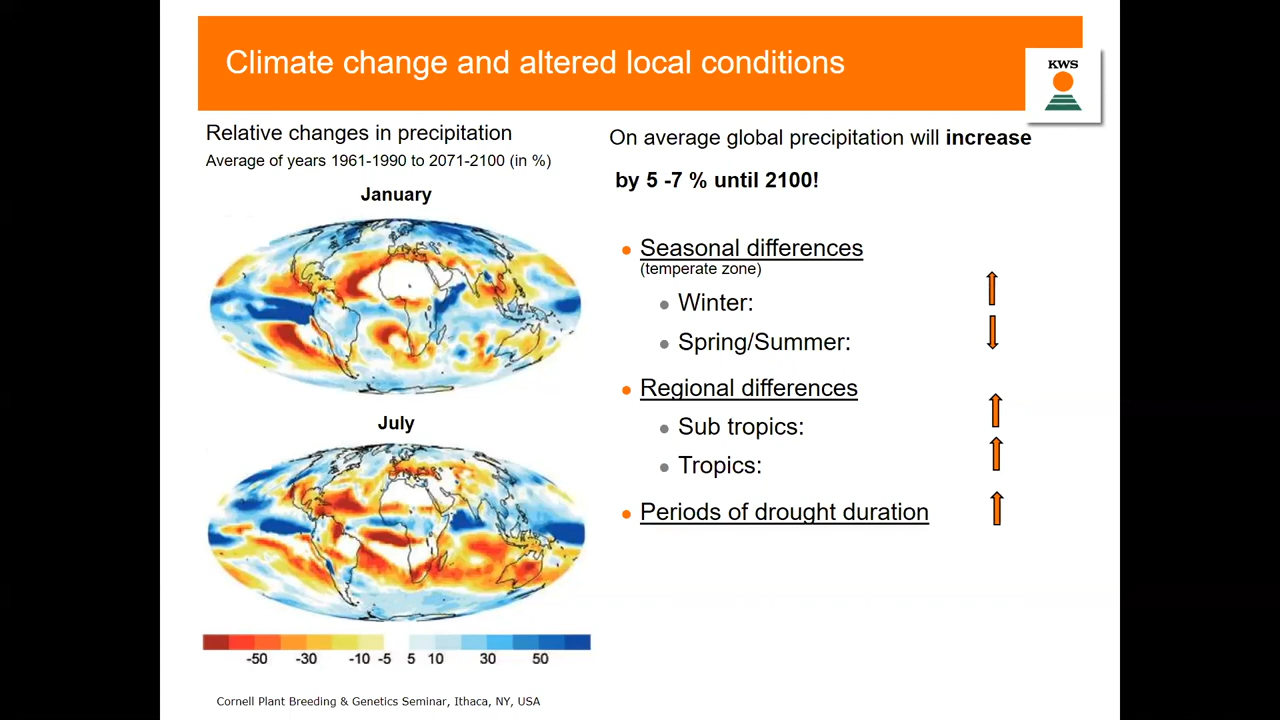 Climate change and altered local conditions
KWS
Relative changes in precipitation
Average of years 1961-1990 to 2071-2100 (in %)
January
July
-50 -30 -10 -5 5 10 30 50
On average global precipitation will increase
by 5 -7 % until 2100!
Seasonal differences
(temperate zone)
Winter:
Spring/Summer:
Regional differences
Sub tropics:
Tropics:
Periods of drought duration
Cornell Plant Breeding & Genetics Seminar, Ithaca, NY, USA